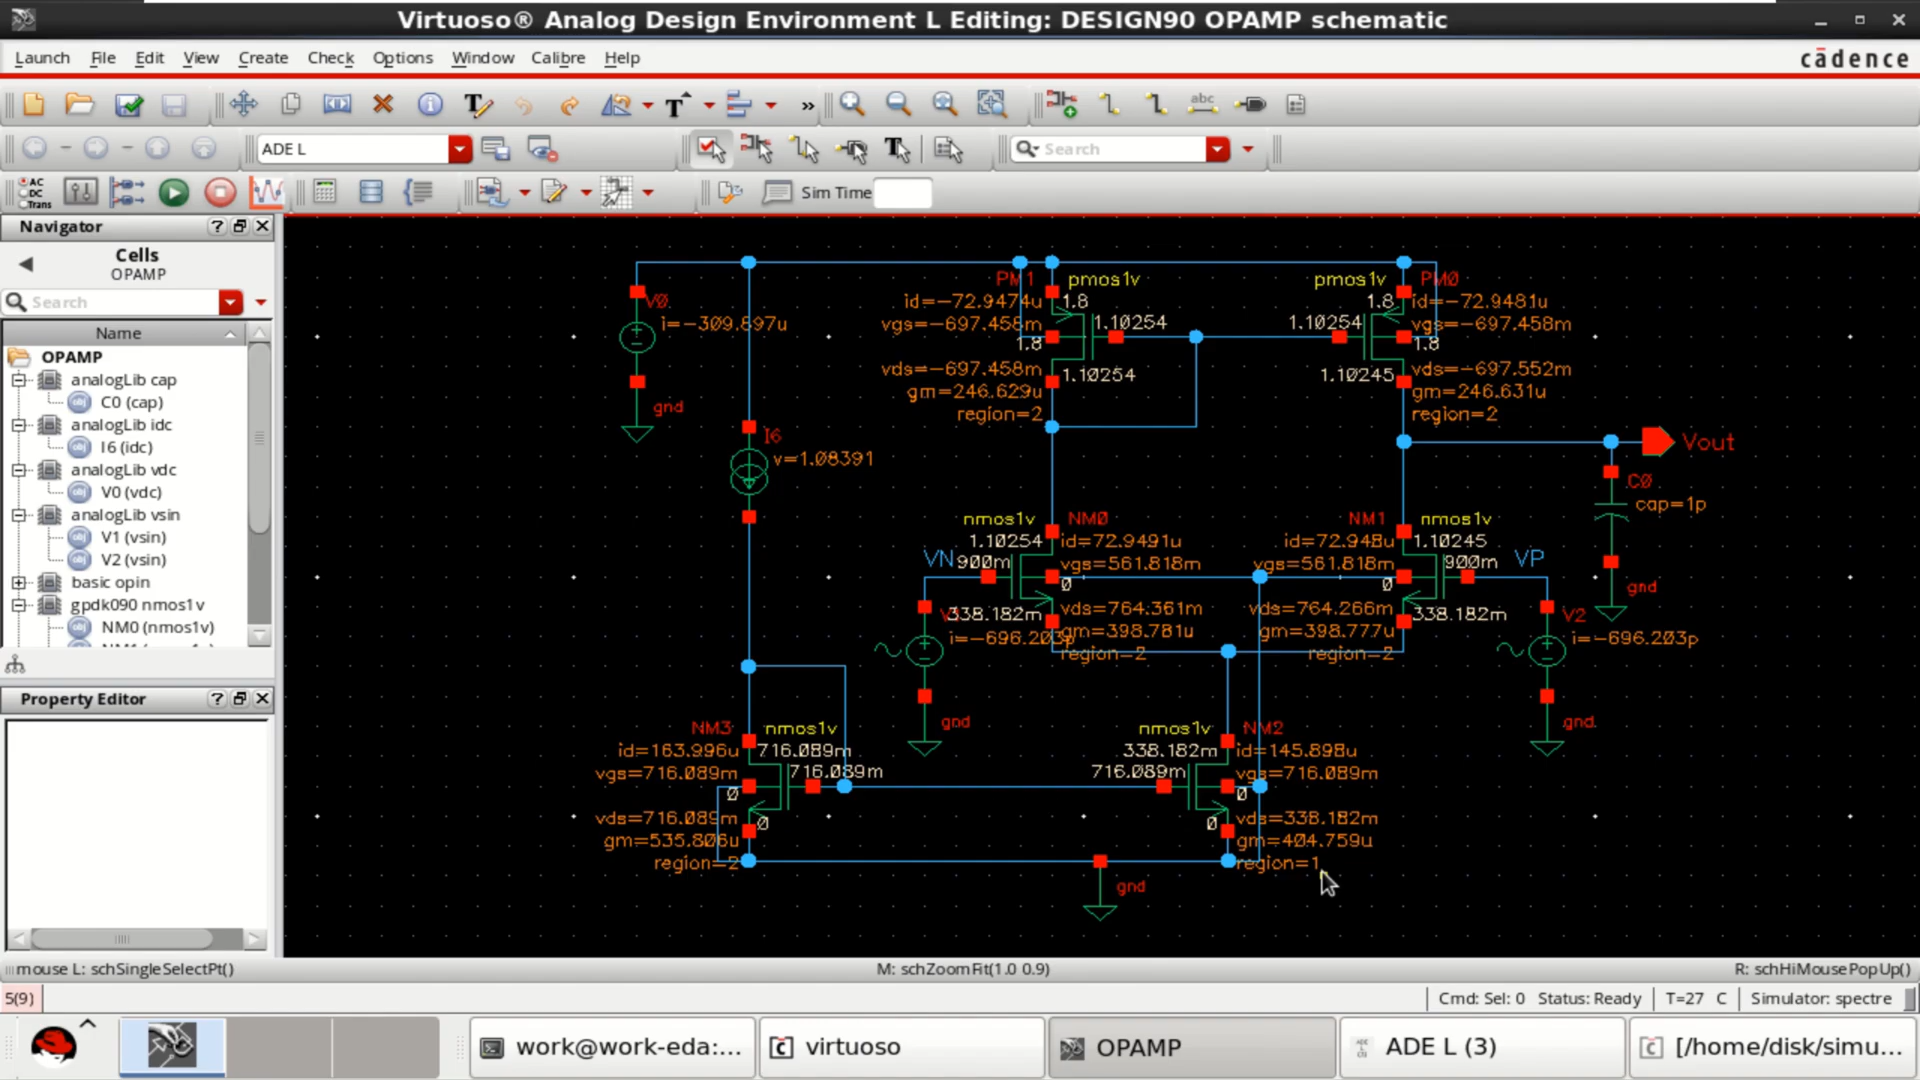 Virtuoso® Analog Design Environment L Editing: DESIGN90 OPAMP schematic
Launch File Edit View Create Check Options Window Calibre Help
cādence
ADE L
Search
AC
DC
Trans
Sim Time
Navigator
Cells
OPAMP
Search
Name
OPAMP
analogLib cap
C0 (cap)
analogLib idc
I6 (idc)
analogLib vdc
V0 (vdc)
analogLib vsin
V1 (vsin)
V2 (vsin)
basic opin
gpdk090 nmos1v
NM0 (nmos1v)
Property Editor
V0
i=-309.897u
gnd
I6
v=1.08391
PM1
pmos1v
id=-72.9474u
1.8
vgs=-697.458m
1.10254
1.8
vds=-697.458m
1.10254
gm=246.629u
region=2
pmos1v
PM0
1.8
id=-72.9481u
1.10254
vgs=-697.458m
1.8
1.10245
vds=-697.552m
gm=246.631u
region=2
Vout
C0
cap=1p
gnd
nmos1v
NM0
1.10254
id=72.9491u
VN
900m
vgs=561.818m
0
338.182m
vds=764.361m
gm=398.781u
region=2
i=-696.203p
gnd
NM1
nmos1v
id=72.948u
1.10245
vgs=561.818m
900m
VP
0
vds=764.266m
338.182m
gm=398.777u
region=2
V2
i=-696.203p
gnd
NM3
nmos1v
id=163.996u
716.089m
vgs=716.089m
716.089m
0
vds=716.089m
0
gm=535.806u
region=2
nmos1v
NM2
338.182m
id=145.898u
716.089m
vgs=716.089m
0
0
vds=338.182m
gm=404.759u
region=1
gnd
mouse L: schSingleSelectPt()
M: schZoomFit(1.0 0.9)
R: schHiMousePopUp()
5(9)
Cmd: Sel: 0 Status: Ready T=27 C Simulator: spectre
work@work-eda:...
virtuoso
OPAMP
ADE L (3)
[/home/disk/simu...